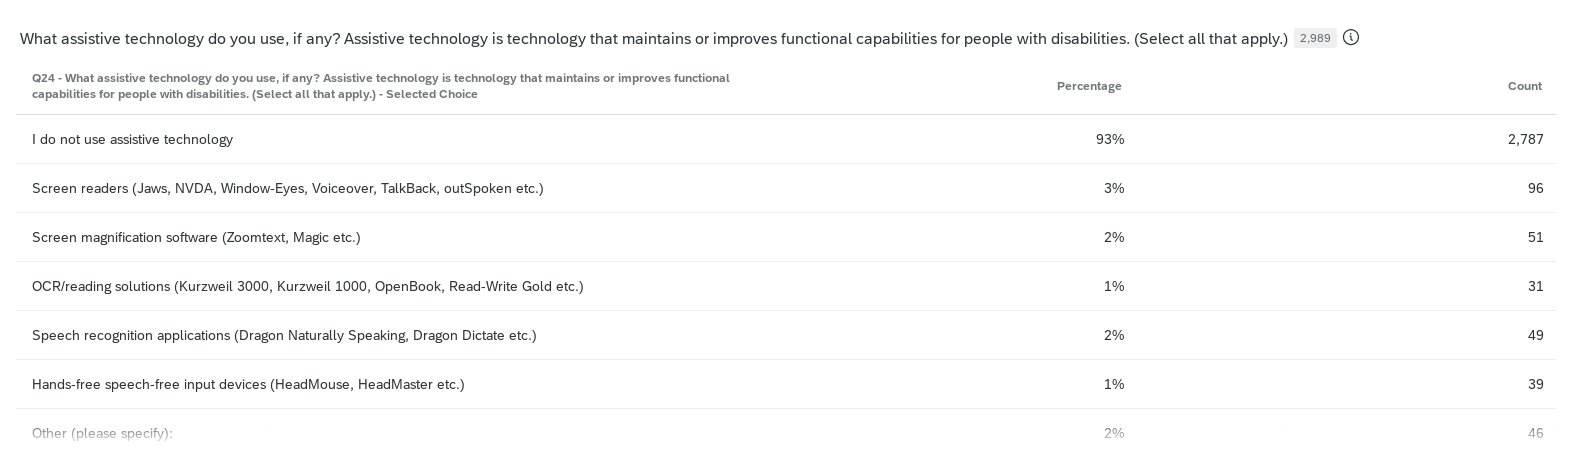 What assistive technology do you use, if any? Assistive technology is technology that maintains or improves functional capabilities for people with disabilities. (Select all that apply.) 2,989
Q24 - What assistive technology do you use, if any? Assistive technology is technology that maintains or improves functional
capabilities for people with disabilities. (Select all that apply.) - Selected Choice Percentage Count
I do not use assistive technology 93% 2,787
Screen readers (Jaws, NVDA, Window-Eyes, Voiceover, TalkBack, outSpoken etc.) 3% 96
Screen magnification software (Zoomtext, Magic etc.) 2% 51
OCR/reading solutions (Kurzweil 3000, Kurzweil 1000, OpenBook, Read-Write Gold etc.) 1% 31
Speech recognition applications (Dragon Naturally Speaking, Dragon Dictate etc.) 2% 49
Hands-free speech-free input devices (HeadMouse, HeadMaster etc.) 1% 39
Other (please specify): 2% 46